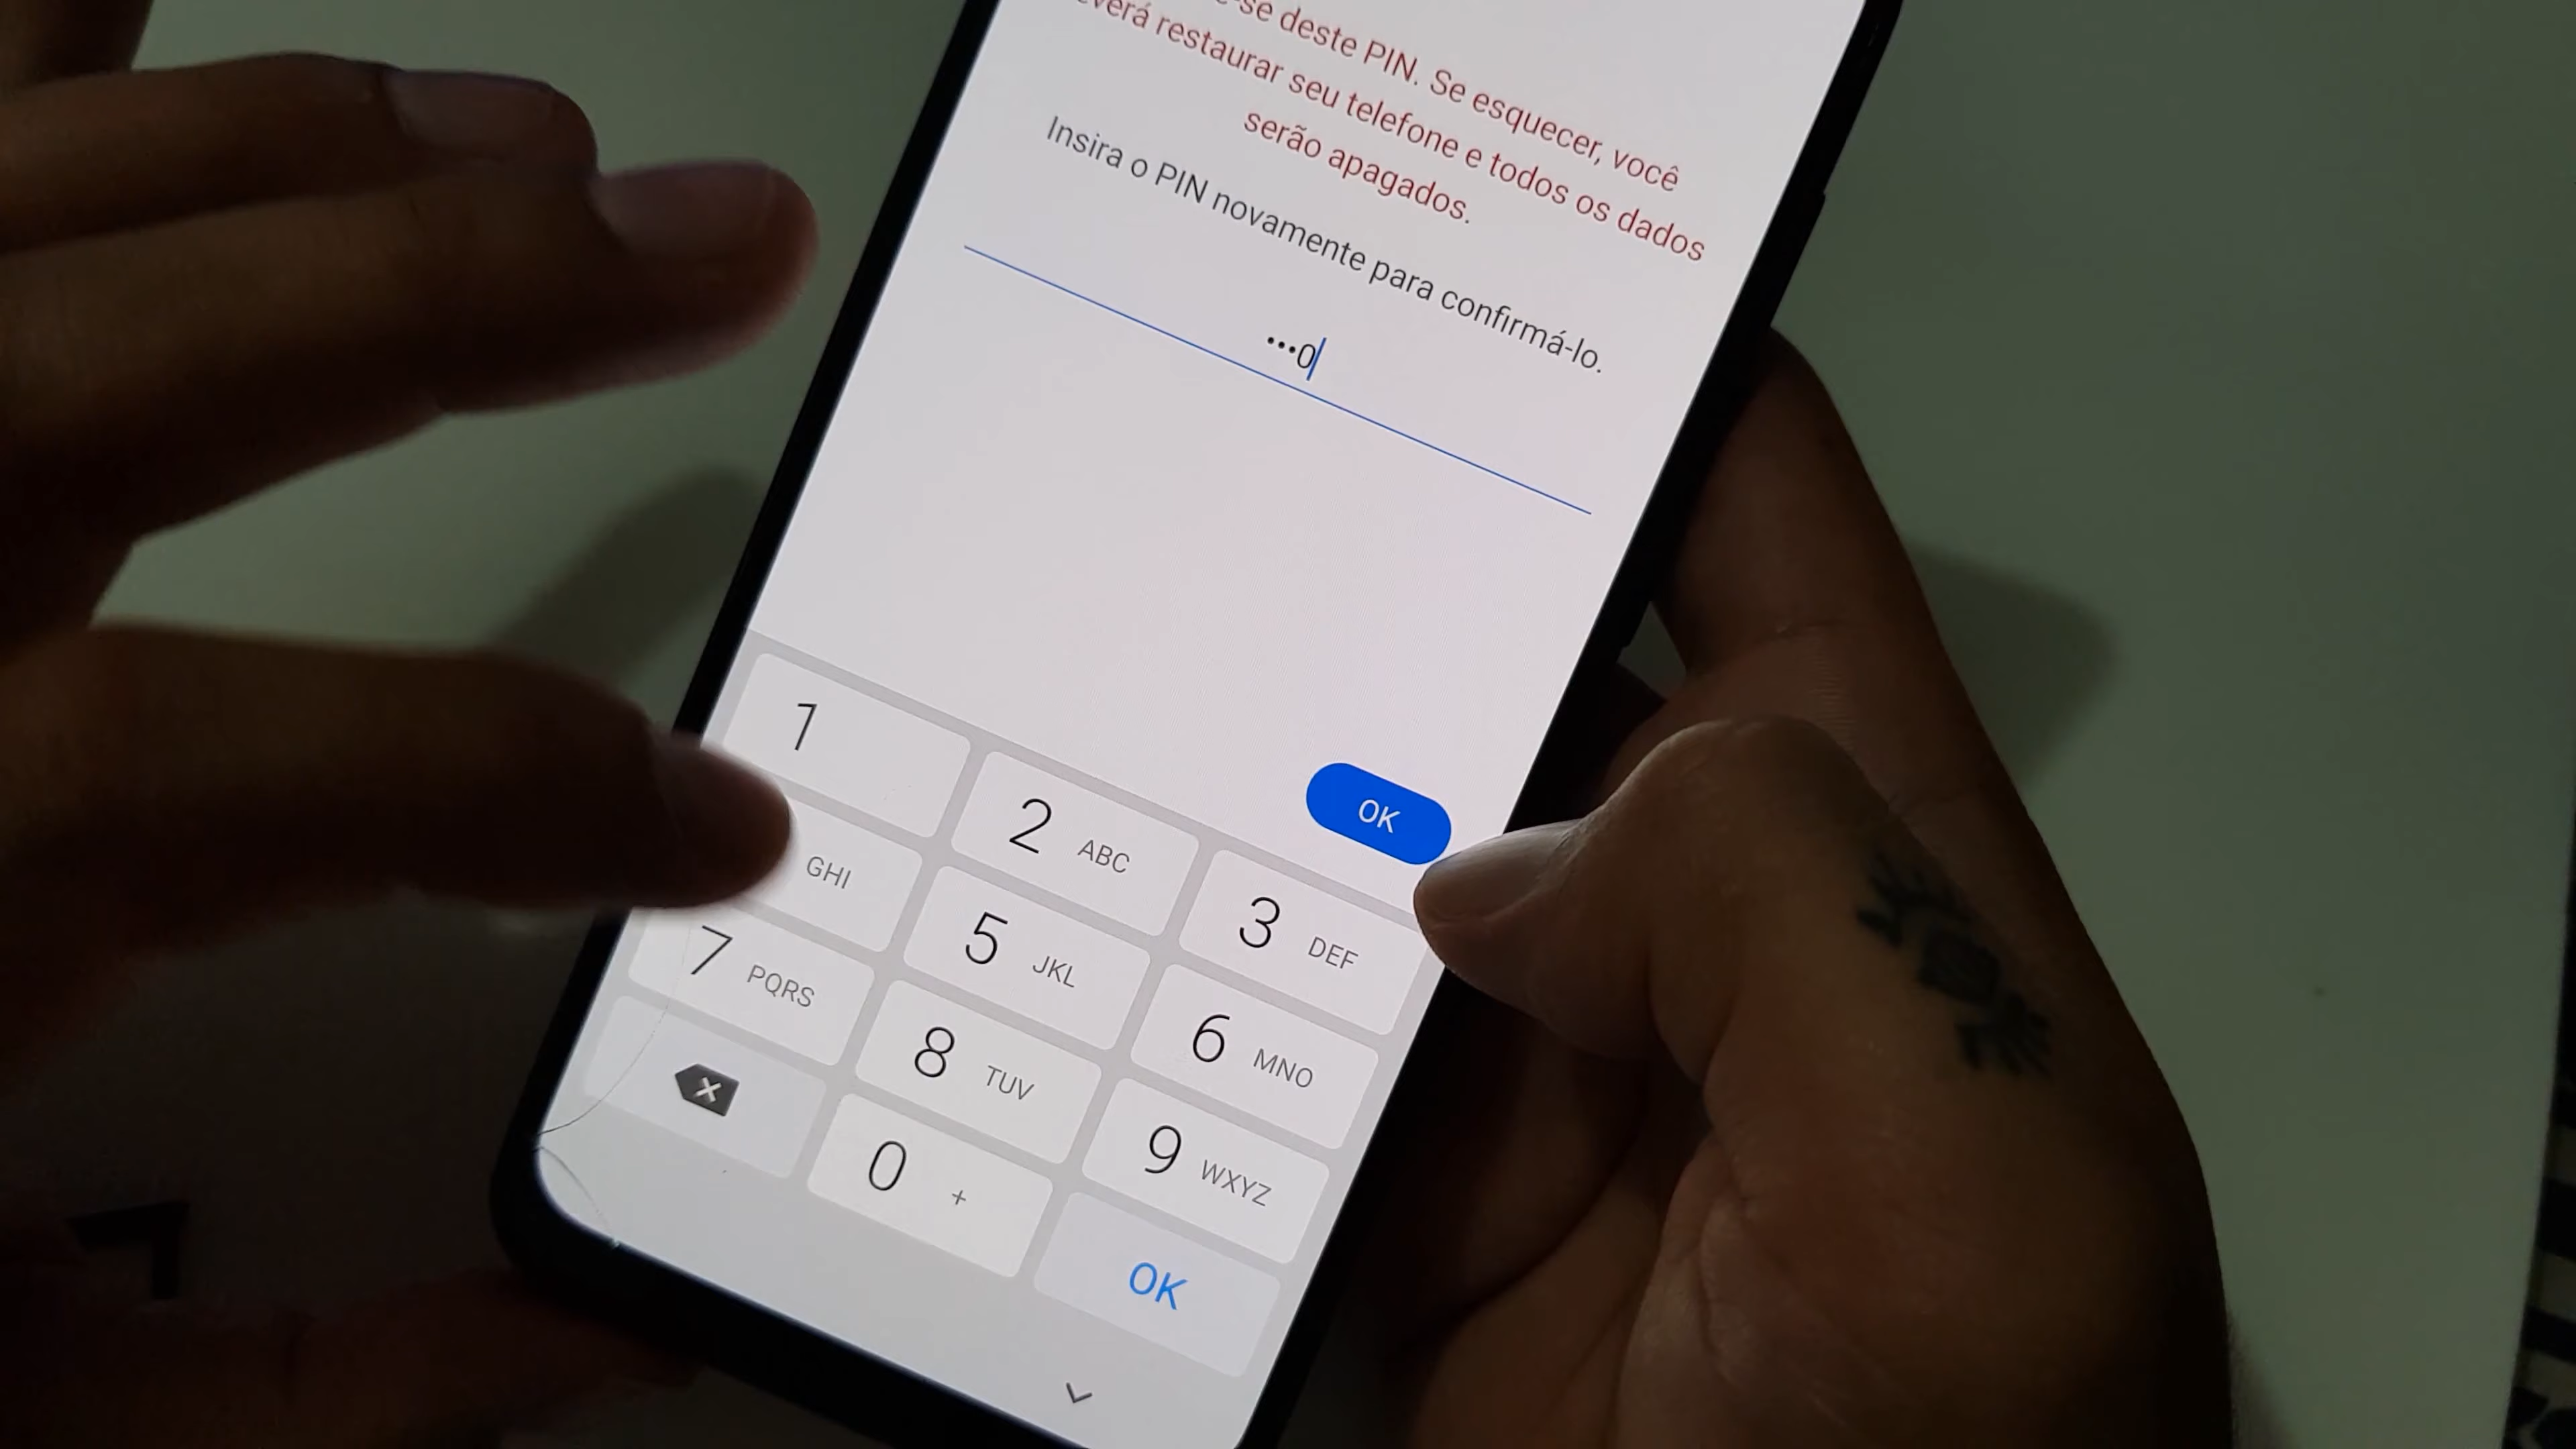 -se deste PIN. Se esquecer, você
everá restaurar seu telefone e todos os dados
serão apagados.
Insira o PIN novamente para confirmá-lo.
•••0
OK
1
2 ABC
3 DEF
GHI
5 JKL
6 MNO
7 PQRS
8 TUV
9 WXYZ
0 +
OK